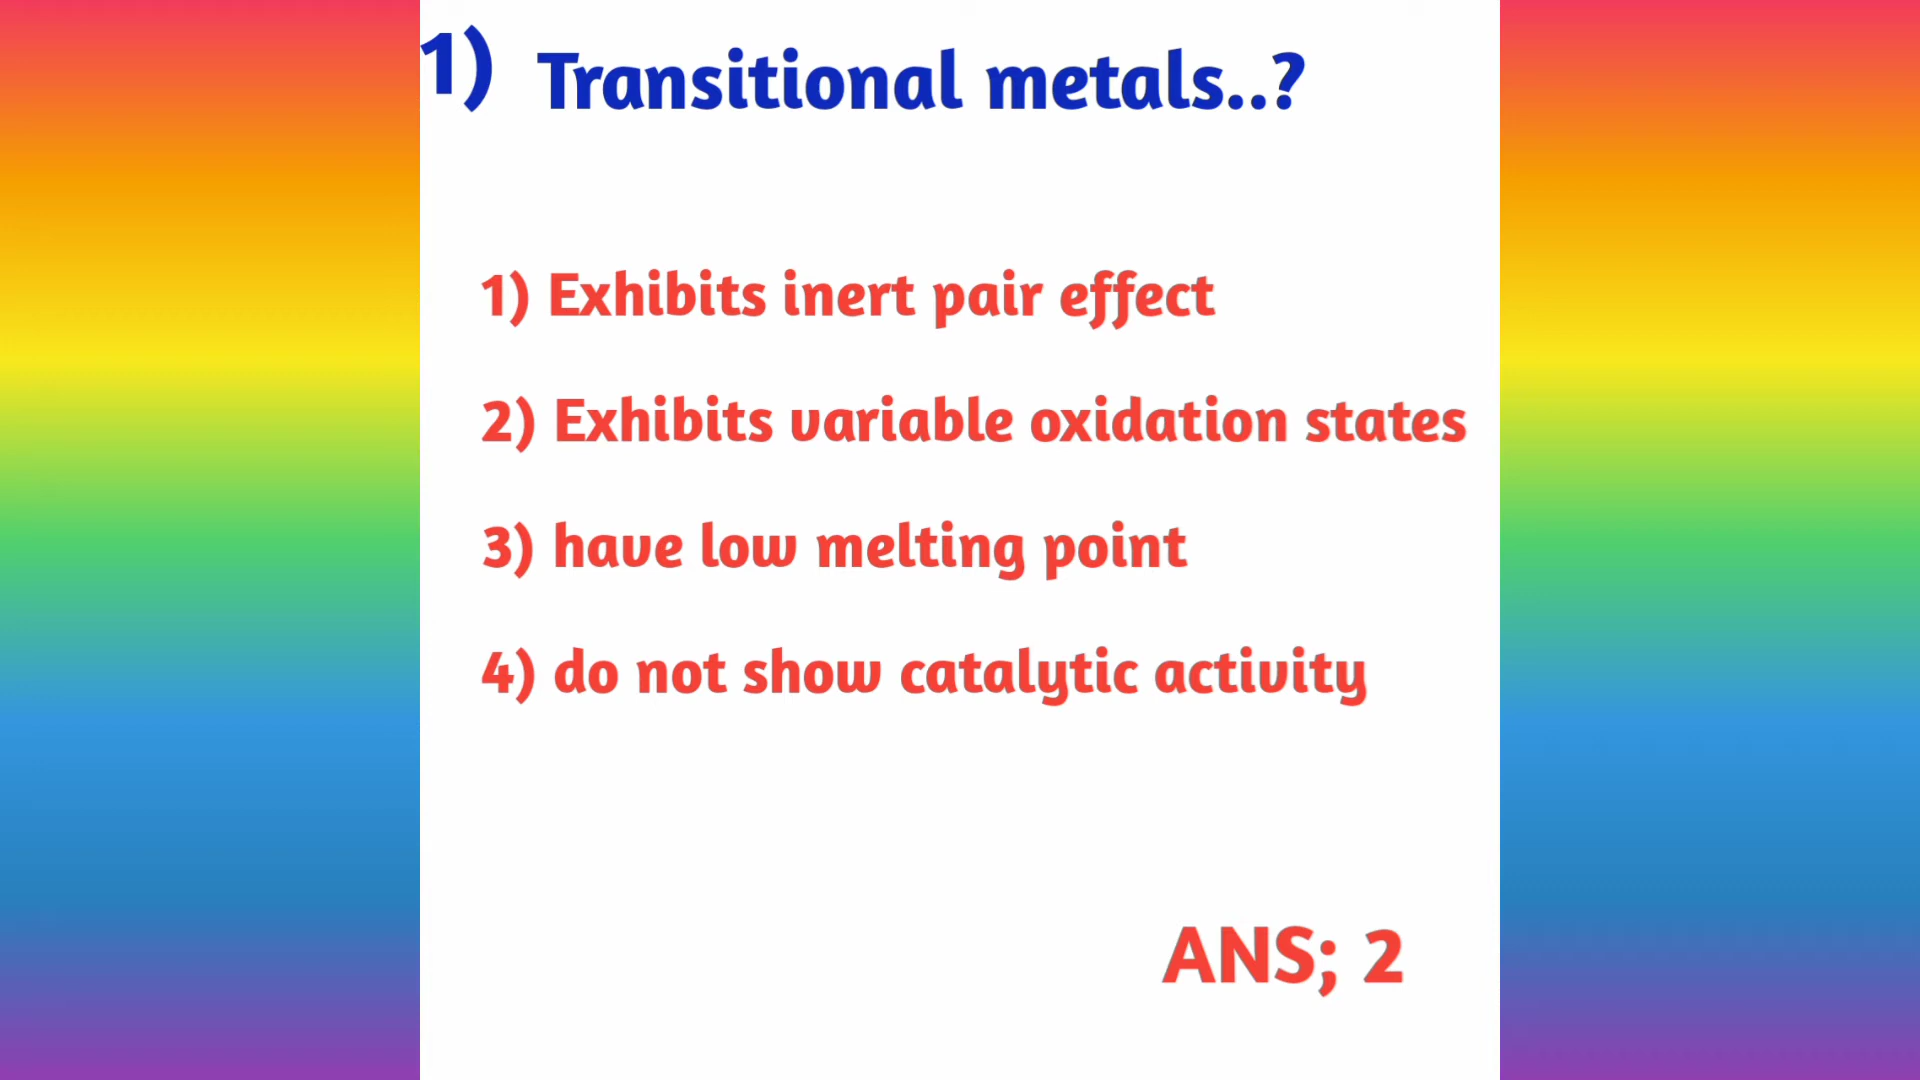 1) Transitional metals..?
1) Exhibits inert pair effect
2) Exhibits variable oxidation states
3) have low melting point
4) do not show catalytic activity
ANS; 2